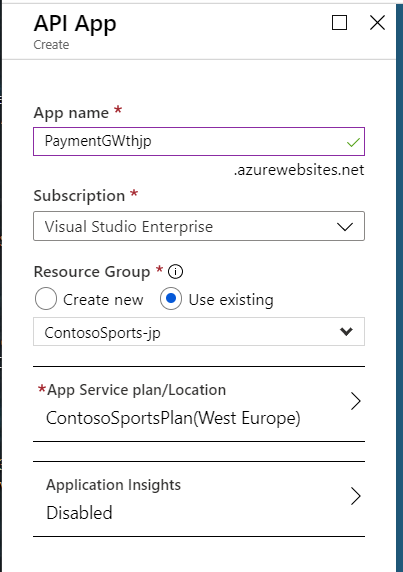 API App
Create
App name *
PaymentGWthjp
.azurewebsites.net
Subscription *
Visual Studio Enterprise
Resource Group *
Create new Use existing
ContosoSports-jp
*App Service plan/Location
ContosoSportsPlan(West Europe)
Application Insights
Disabled